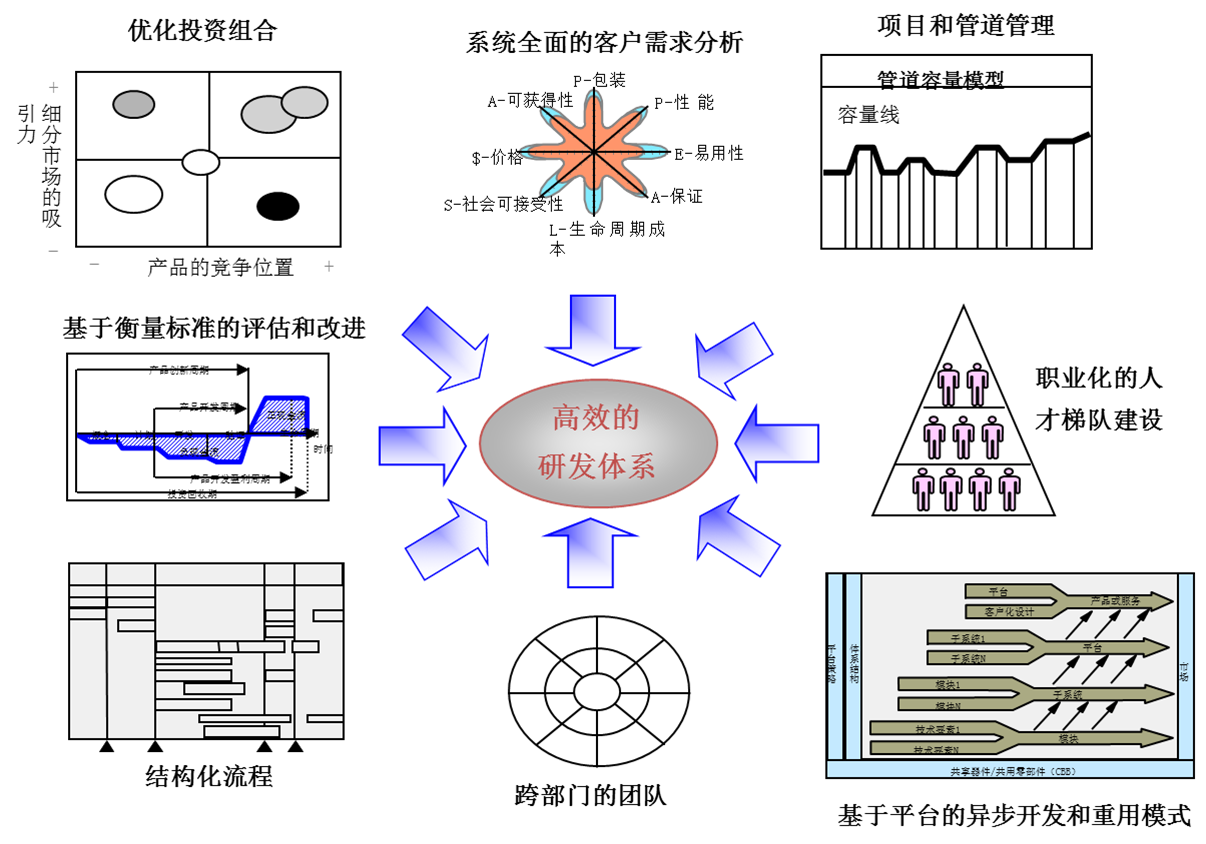 优化投资组合
系统全面的客户需求分析
项目和管道管理
+
细分市场的吸
引力
−
−
产品的竞争位置
+
P-包装
A-可获得性
P-性 能
$-价格
E-易用性
S-社会可接受性
A-保证
L-生命周期成
本
管道容量模型
容量线
基于衡量标准的评估和改进
产品创新周期
产品开发周期
时间
产品开发盈利周期
投资回收期
高效的
研发体系
职业化的人
才梯队建设
结构化流程
跨部门的团队
平台
客户化设计
产品或服务
子系统1
子系统N
平台
模块1
模块N
子系统
技术要素1
技术要素N
模块
体系结构
共享器件/共用零部件（CBB）
基于平台的异步开发和重用模式